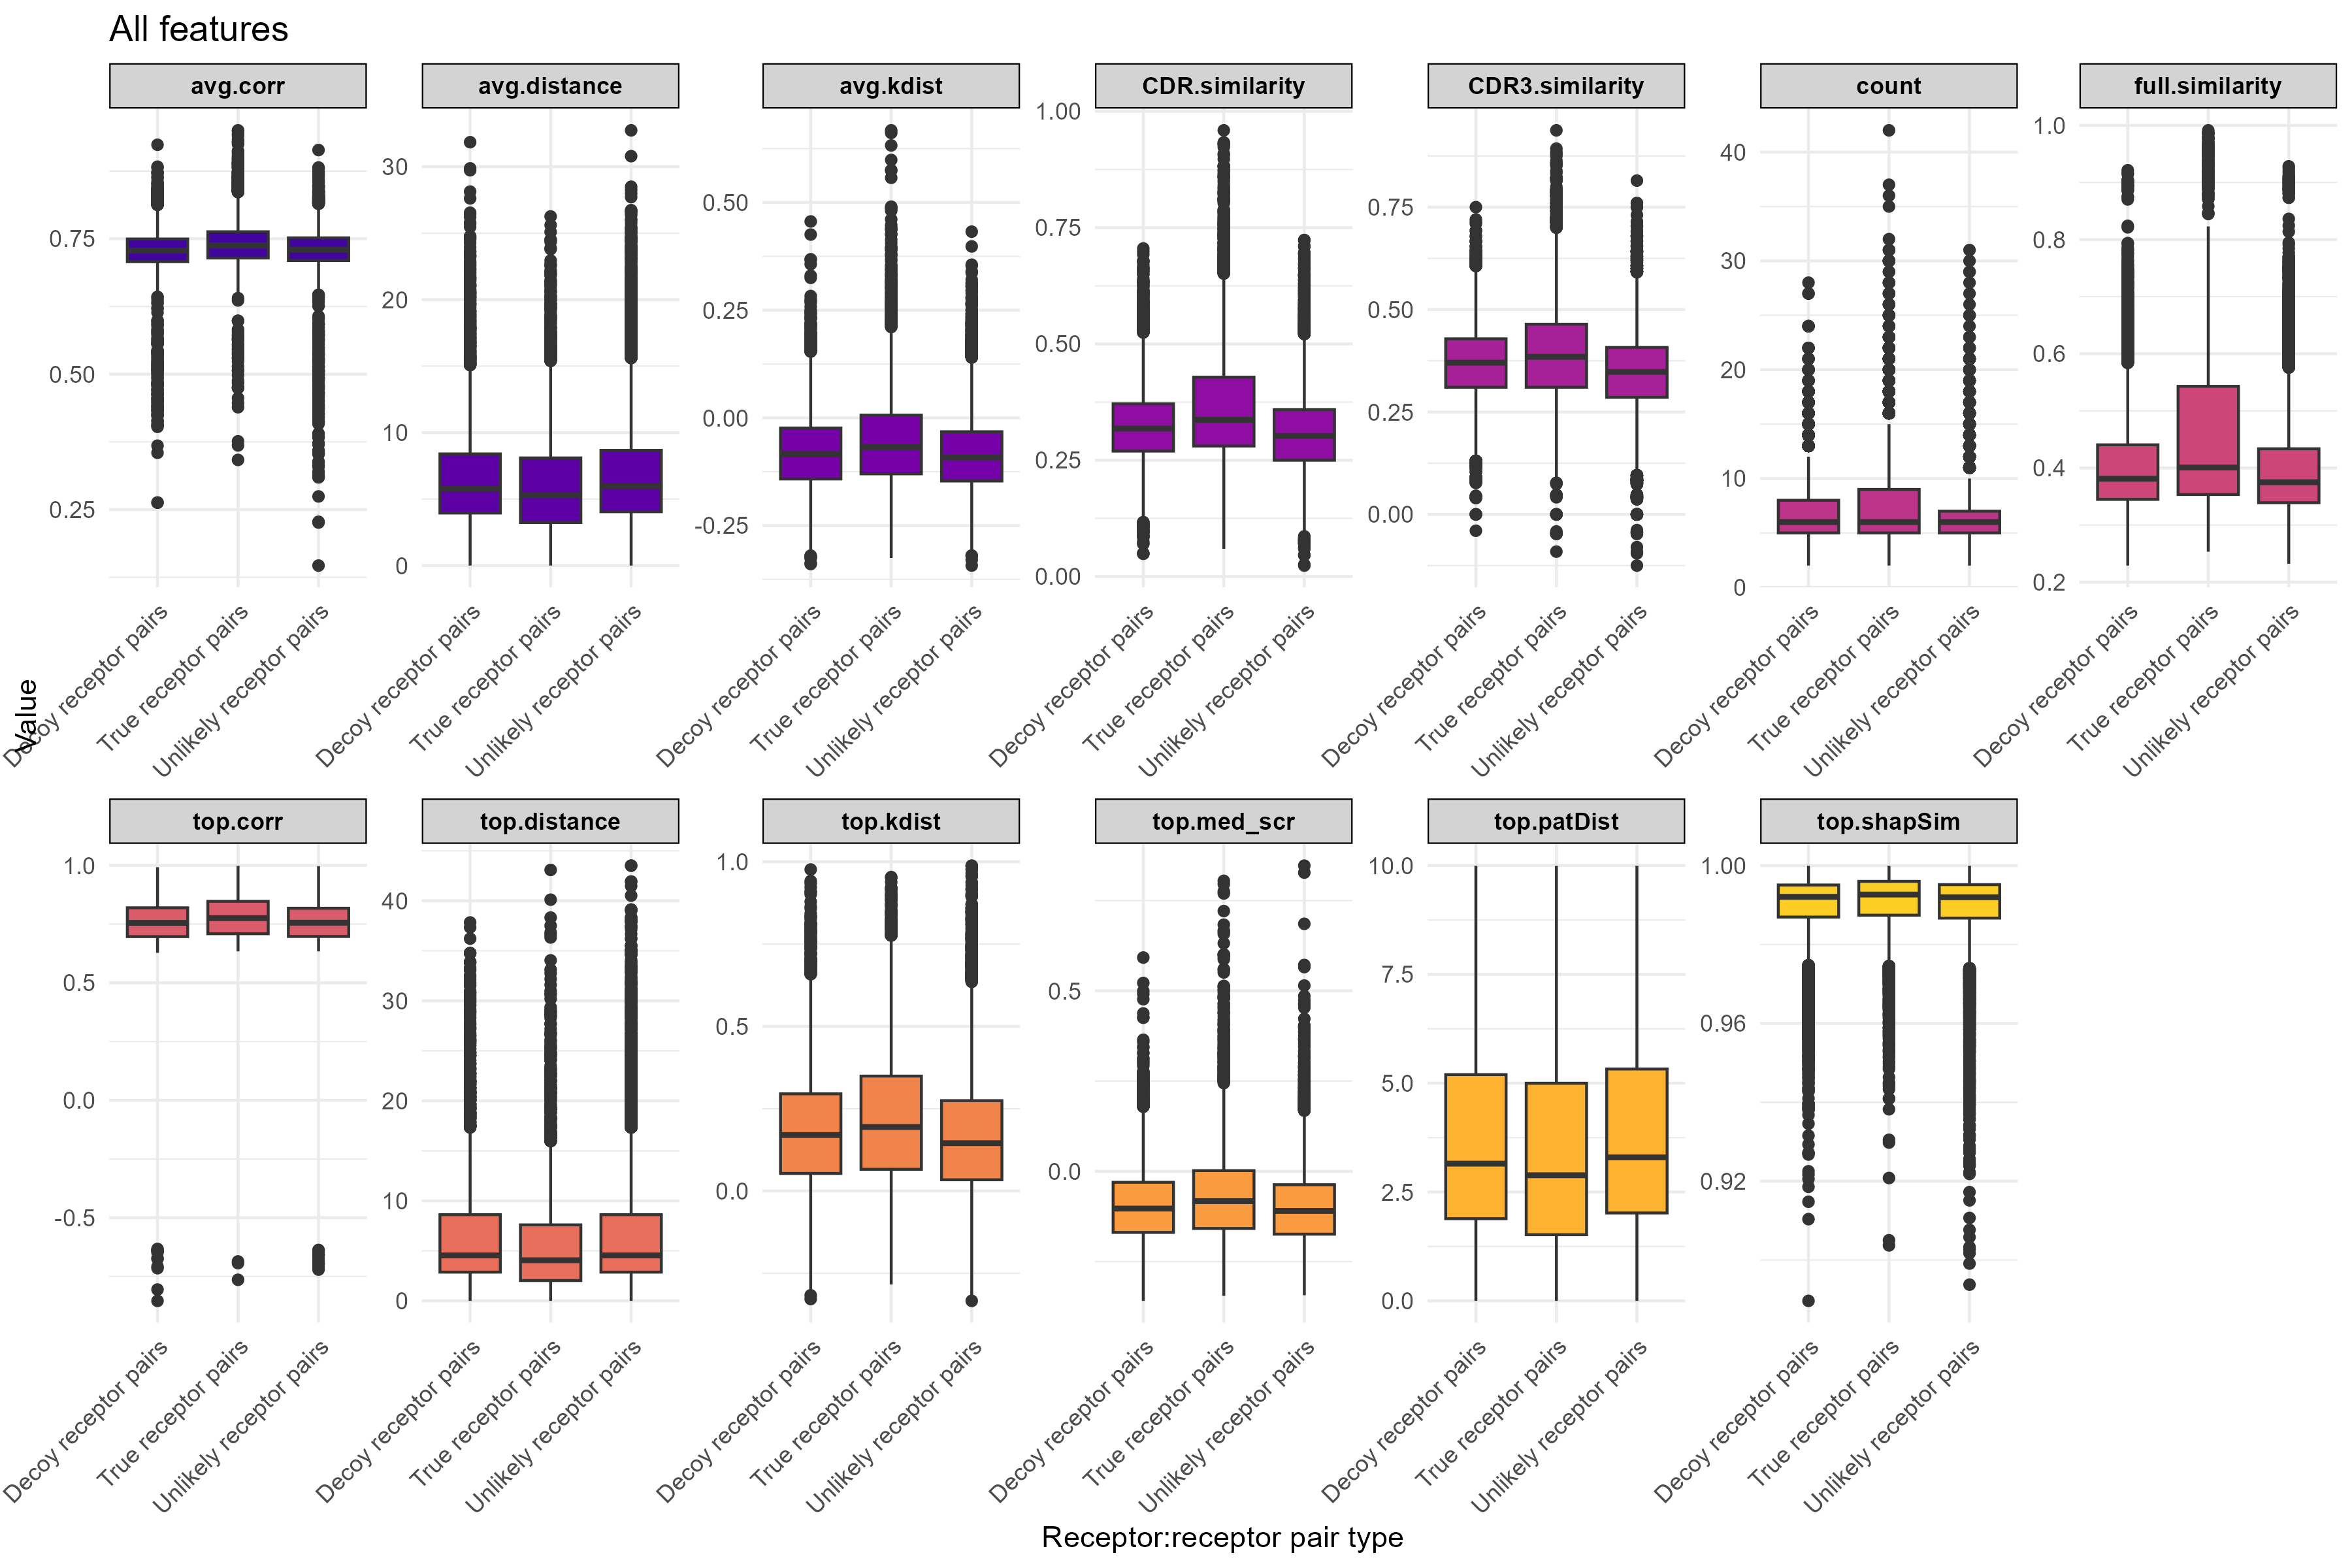 All features
avg.corr
avg.distance
avg.kdist
CDR.similarity
CDR3.similarity
count
full.similarity
0.75
0.50
0.25
30
20
10
0
0.50
0.25
0.00
-0.25
1.00
0.75
0.50
0.25
0.00
0.75
0.50
0.25
0.00
40
30
20
10
0
1.0
0.8
0.6
0.4
0.2
Decoy receptor pairs
True receptor pairs
Unlikely receptor pairs
Decoy receptor pairs
True receptor pairs
Unlikely receptor pairs
Decoy receptor pairs
True receptor pairs
Unlikely receptor pairs
Decoy receptor pairs
True receptor pairs
Unlikely receptor pairs
Decoy receptor pairs
True receptor pairs
Unlikely receptor pairs
Decoy receptor pairs
True receptor pairs
Unlikely receptor pairs
Decoy receptor pairs
True receptor pairs
Unlikely receptor pairs
Value
top.corr
top.distance
top.kdist
top.med_scr
top.patDist
top.shapSim
1.0
0.5
0.0
-0.5
40
30
20
10
0
1.0
0.5
0.0
0.5
0.0
10.0
7.5
5.0
2.5
0.0
1.00
0.96
0.92
Decoy receptor pairs
True receptor pairs
Unlikely receptor pairs
Decoy receptor pairs
True receptor pairs
Unlikely receptor pairs
Decoy receptor pairs
True receptor pairs
Unlikely receptor pairs
Decoy receptor pairs
True receptor pairs
Unlikely receptor pairs
Decoy receptor pairs
True receptor pairs
Unlikely receptor pairs
Decoy receptor pairs
True receptor pairs
Unlikely receptor pairs
Receptor:receptor pair type